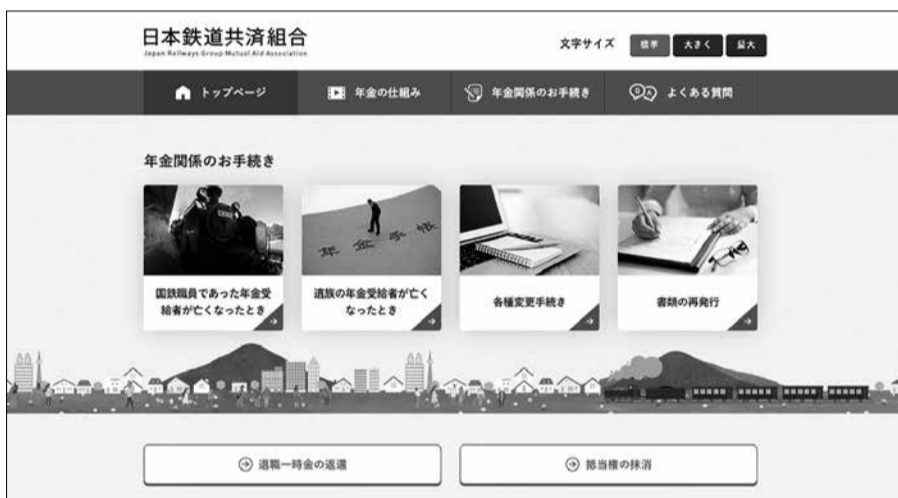 日本鉄道共済組合
Japan Railways Group Mutual Aid Association
文字サイズ 標準 大きく 最大
トップページ 年金の仕組み 年金関係のお手続き よくある質問
年金関係のお手続き
年金手帳
国鉄職員であった年金受
給者が亡くなったとき
遺族の年金受給者が亡く
なったとき
各種変更手続き
書類の再発行
退職一時金の返還
抵当権の抹消